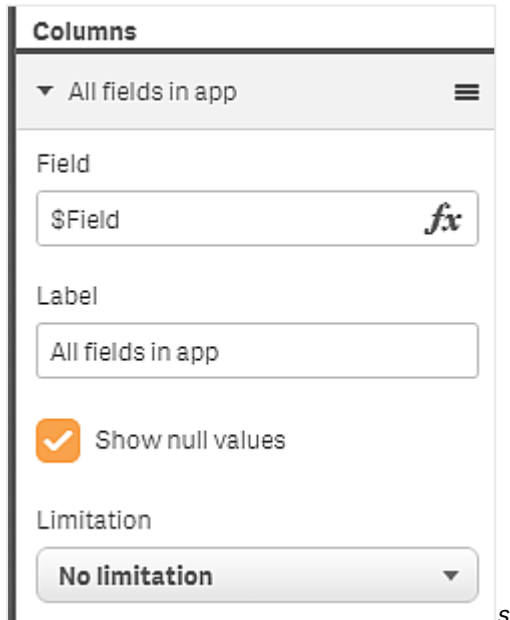 Columns
All fields in app
Field
$Field fx
Label
All fields in app
Show null values
Limitation
No limitation
s